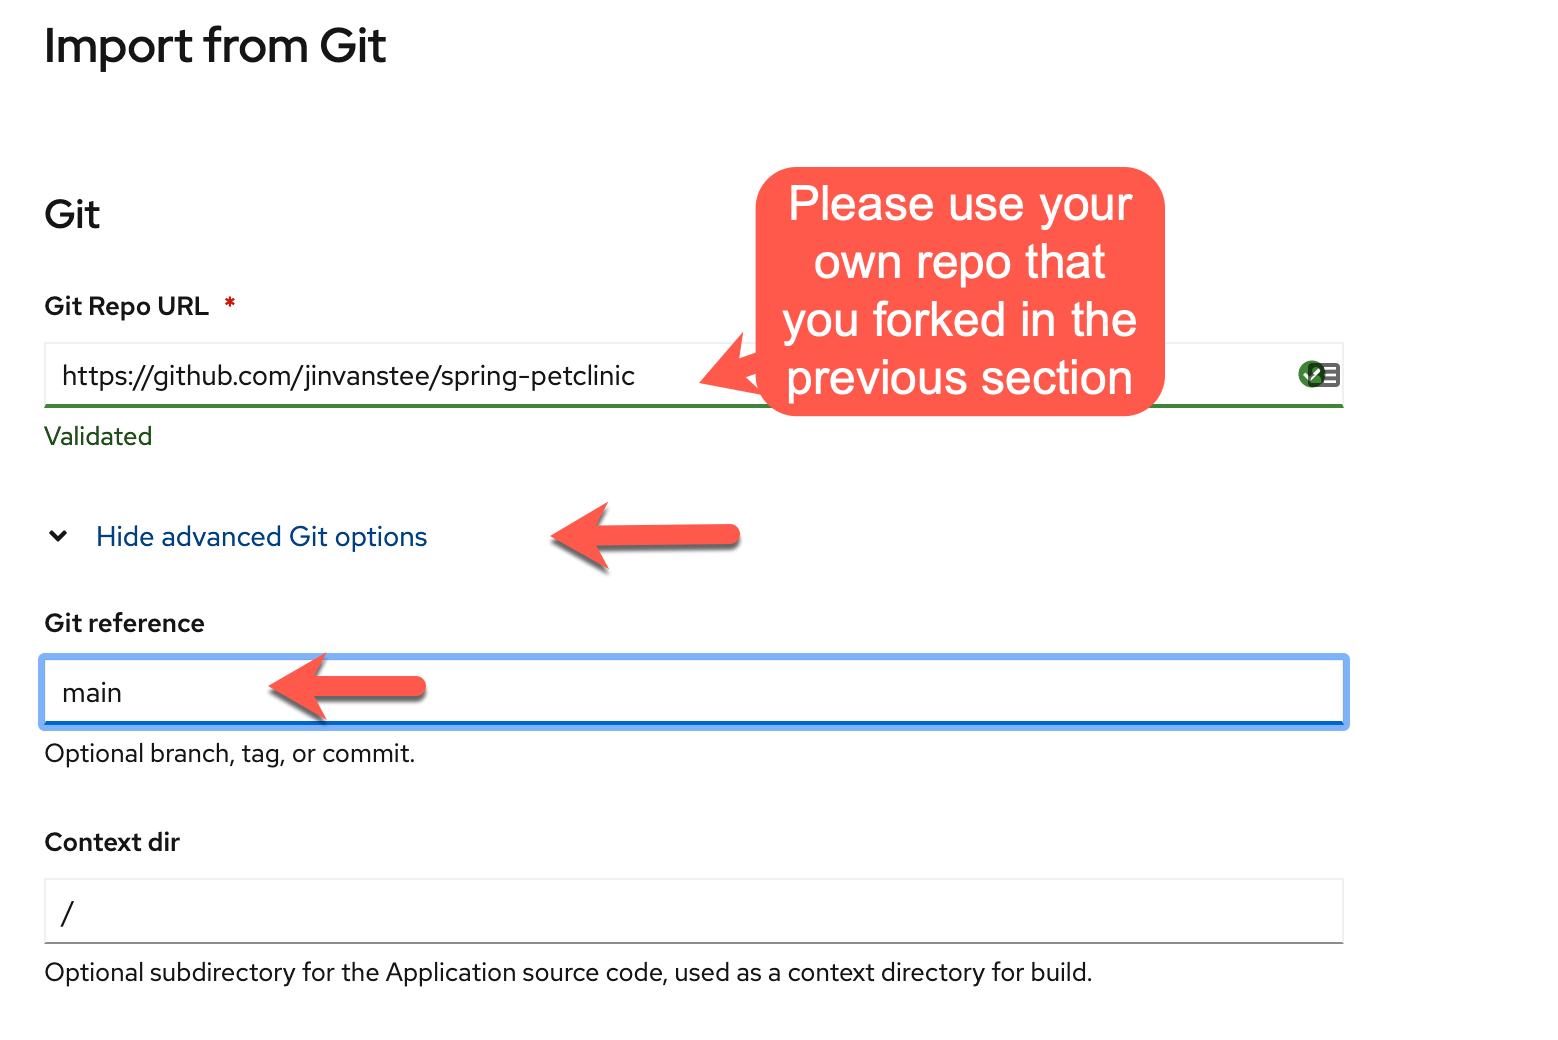 Import from Git
Git
Git Repo URL *
https://github.com/jinvanstee/spring-petclinic
Please use your
own repo that
you forked in the
previous section
Validated
Hide advanced Git options
Git reference
main
Optional branch, tag, or commit.
Context dir
/
Optional subdirectory for the Application source code, used as a context directory for build.